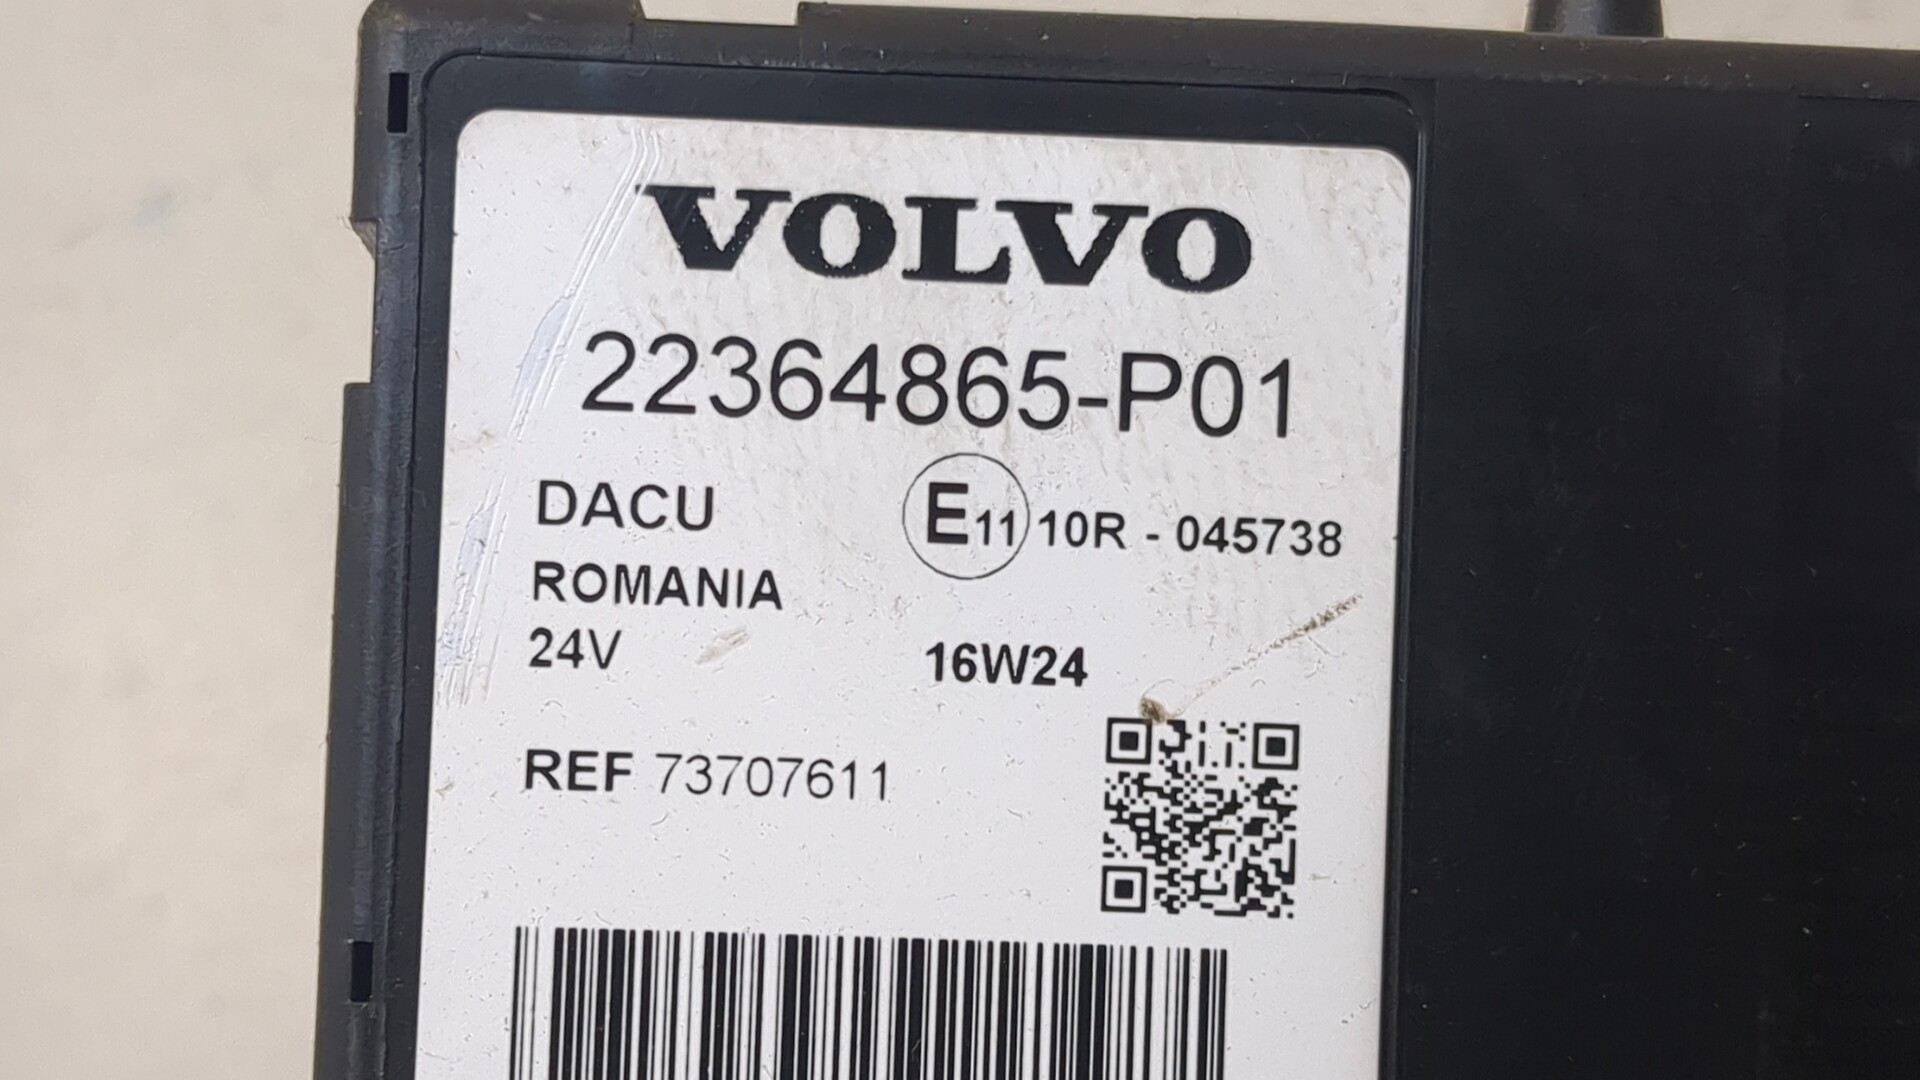 VOLVO
22364865-P01
DACU
E11 10R - 045738
ROMANIA
24V
16W24
REF 73707611